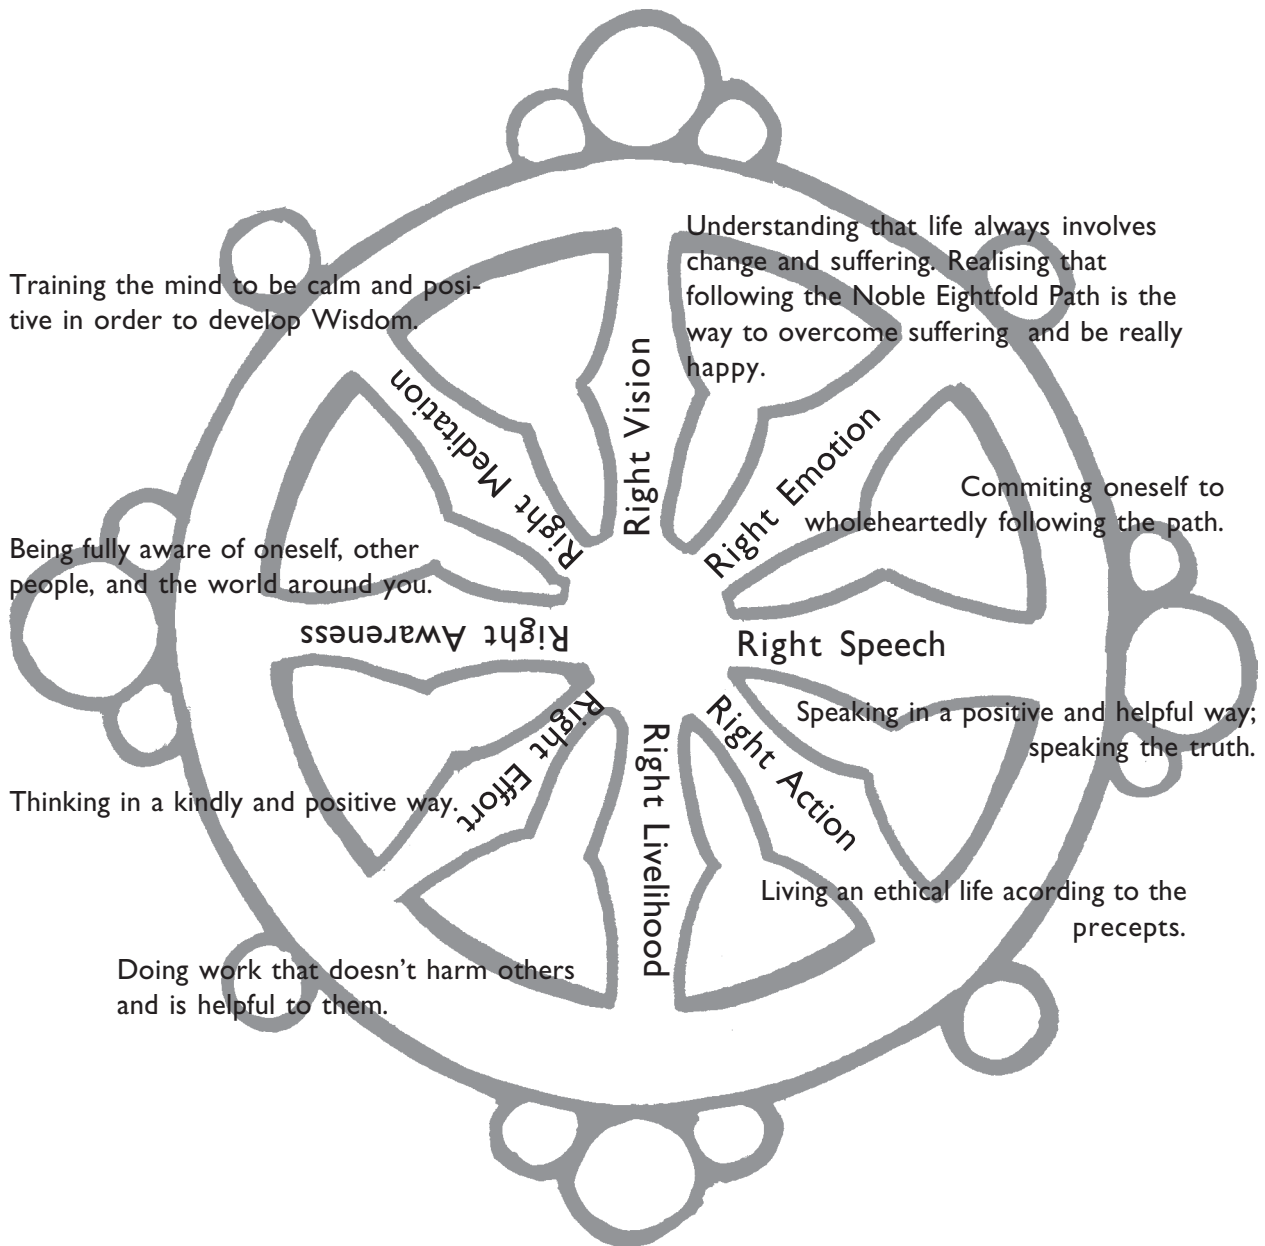 Right Vision
Understanding that life always involves
change and suffering. Realising that
following the Noble Eightfold Path is the
way to overcome suffering and be really
happy.
Right Emotion
Commiting oneself to
wholeheartedly following the path.
Right Speech
Speaking in a positive and helpful way;
speaking the truth.
Right Action
Living an ethical life acording to the
precepts.
Right Livelihood
Doing work that doesn’t harm others
and is helpful to them.
Right Effort
Thinking in a kindly and positive way.
Right Awareness
Being fully aware of oneself, other
people, and the world around you.
Right Meditation
Training the mind to be calm and posi-
tive in order to develop Wisdom.